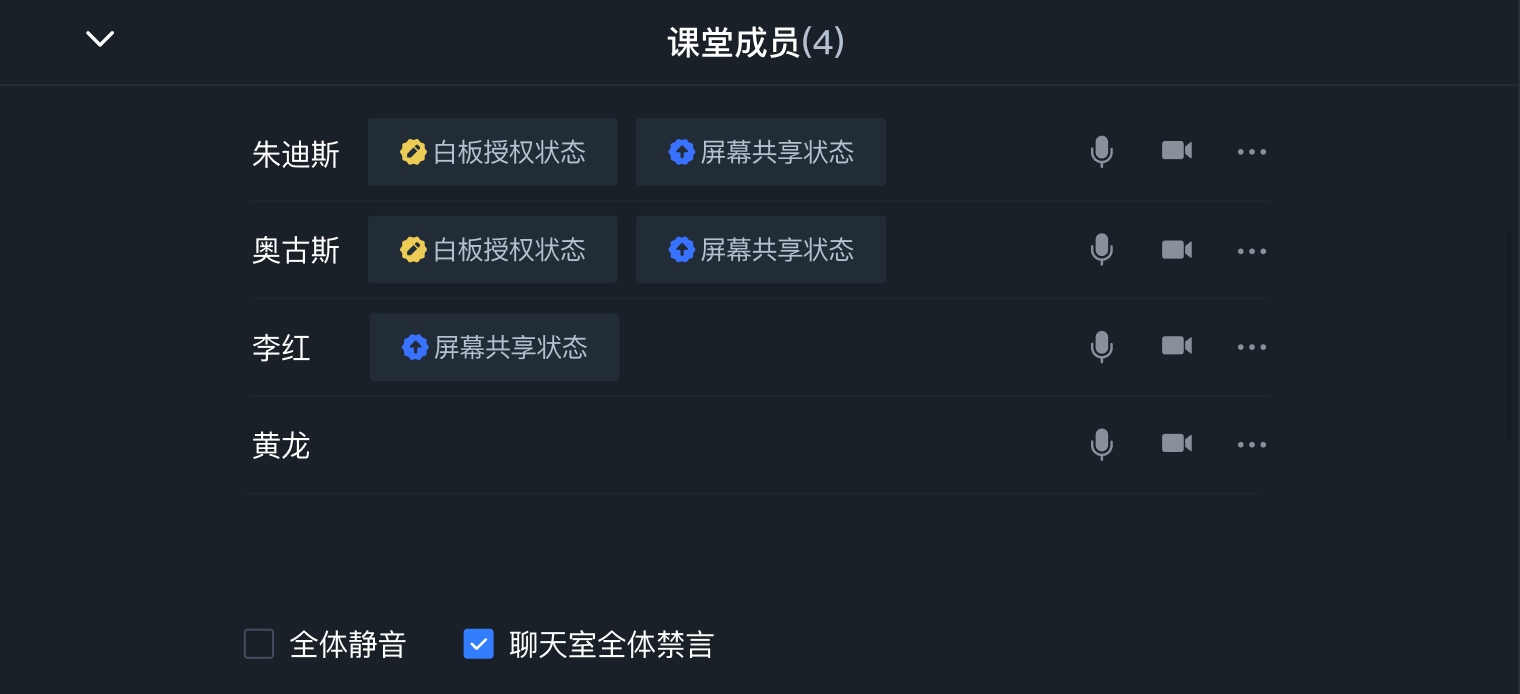 课堂成员(4)
朱迪斯 白板授权状态 屏幕共享状态
奥古斯 白板授权状态 屏幕共享状态
李红 屏幕共享状态
黄龙
全体静音 聊天室全体禁言